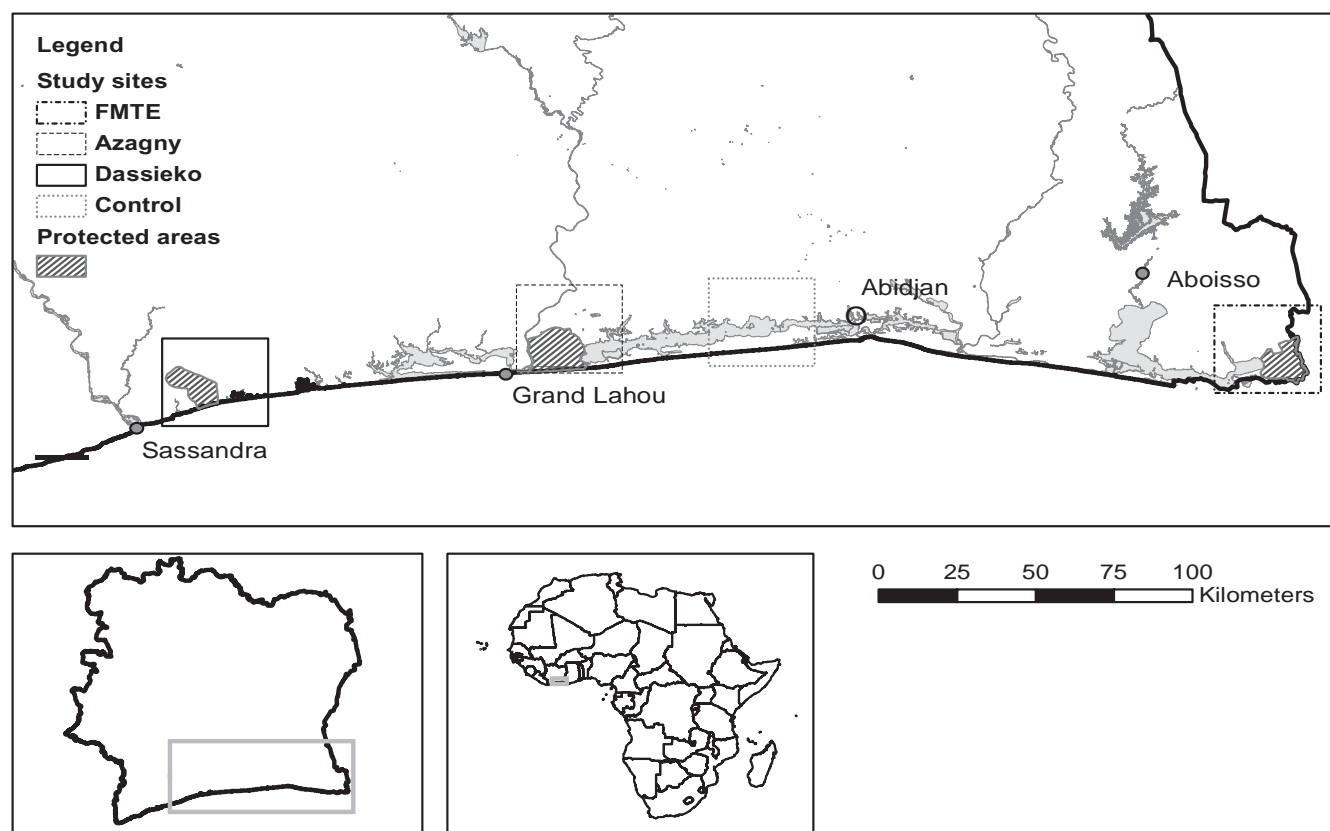 Legend
Study sites
FMTE
Azagny
Dassieko
Control
Protected areas
Abidjan
Aboisso
Grand Lahou
Sassandra
0 25 50 75 100
Kilometers